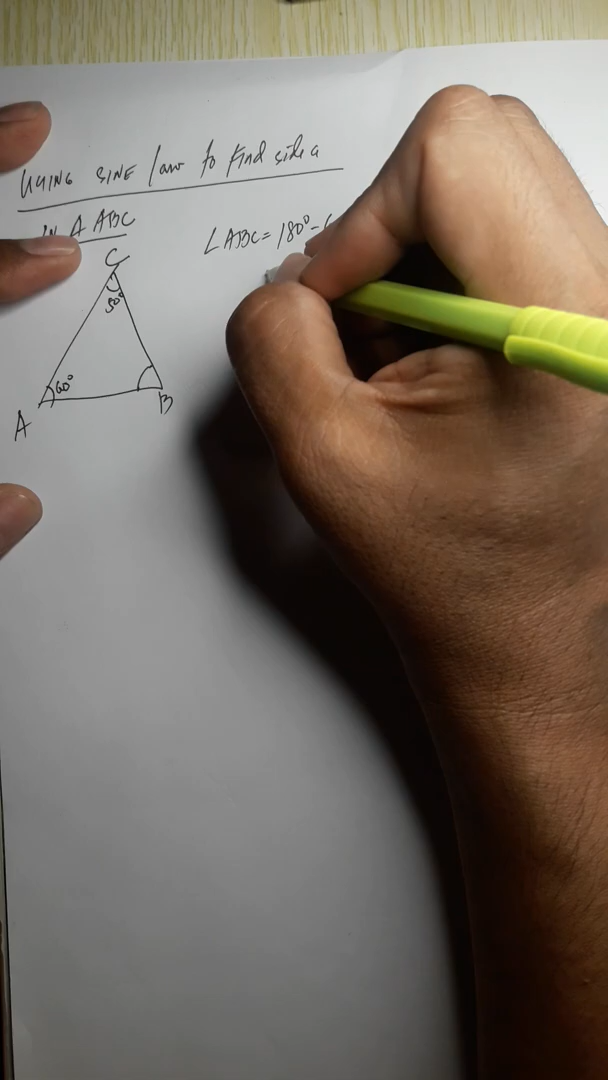 USING SINE law to find side a
IN Δ ABC
∠ABC = 180° - (
C
50°
60°
A
B